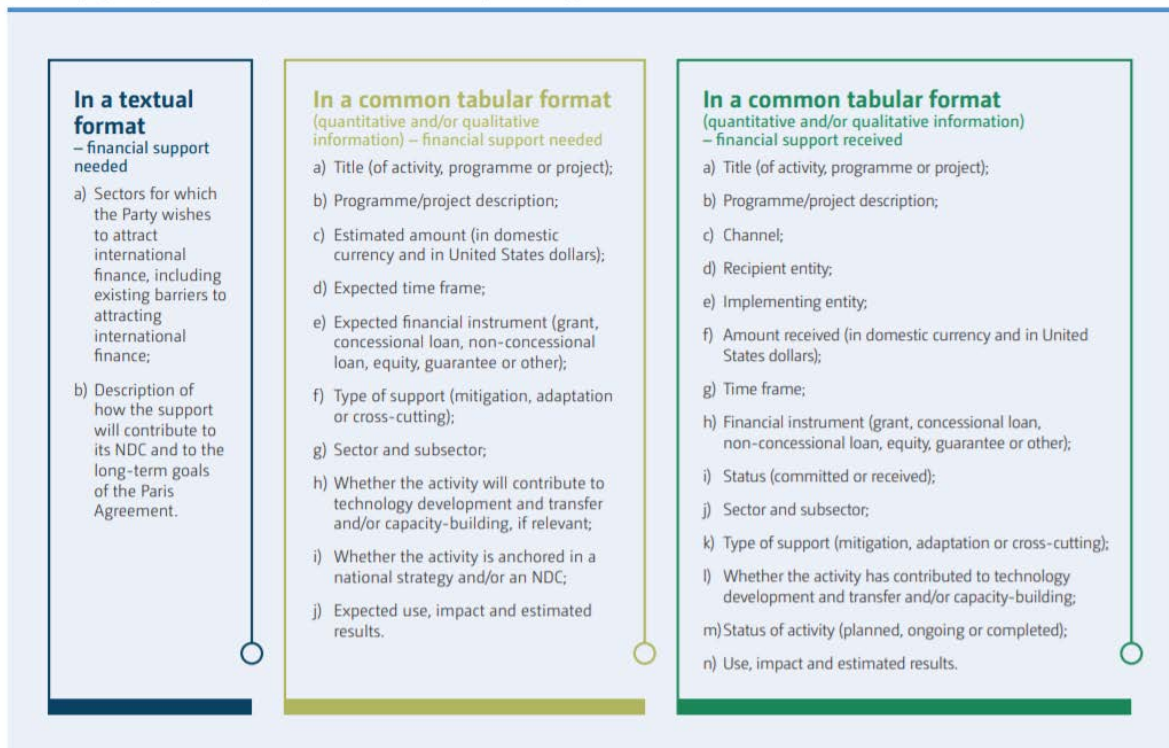 In a textual
format
– financial support
needed
a) Sectors for which
the Party wishes
to attract
international
finance, including
existing barriers to
attracting
international
finance;
b) Description of
how the support
will contribute to
its NDC and to the
long-term goals
of the Paris
Agreement.
In a common tabular format
(quantitative and/or qualitative
information) – financial support needed
a) Title (of activity, programme or project);
b) Programme/project description;
c) Estimated amount (in domestic
currency and in United States dollars);
d) Expected time frame;
e) Expected financial instrument (grant,
concessional loan, non-concessional
loan, equity, guarantee or other);
f) Type of support (mitigation, adaptation
or cross-cutting);
g) Sector and subsector;
h) Whether the activity will contribute to
technology development and transfer
and/or capacity-building, if relevant;
i) Whether the activity is anchored in a
national strategy and/or an NDC;
j) Expected use, impact and estimated
results.
In a common tabular format
(quantitative and/or qualitative information)
– financial support received
a) Title (of activity, programme or project);
b) Programme/project description;
c) Channel;
d) Recipient entity;
e) Implementing entity;
f) Amount received (in domestic currency and in United
States dollars);
g) Time frame;
h) Financial instrument (grant, concessional loan,
non-concessional loan, equity, guarantee or other);
i) Status (committed or received);
j) Sector and subsector;
k) Type of support (mitigation, adaptation or cross-cutting);
l) Whether the activity has contributed to technology
development and transfer and/or capacity-building;
m) Status of activity (planned, ongoing or completed);
n) Use, impact and estimated results.